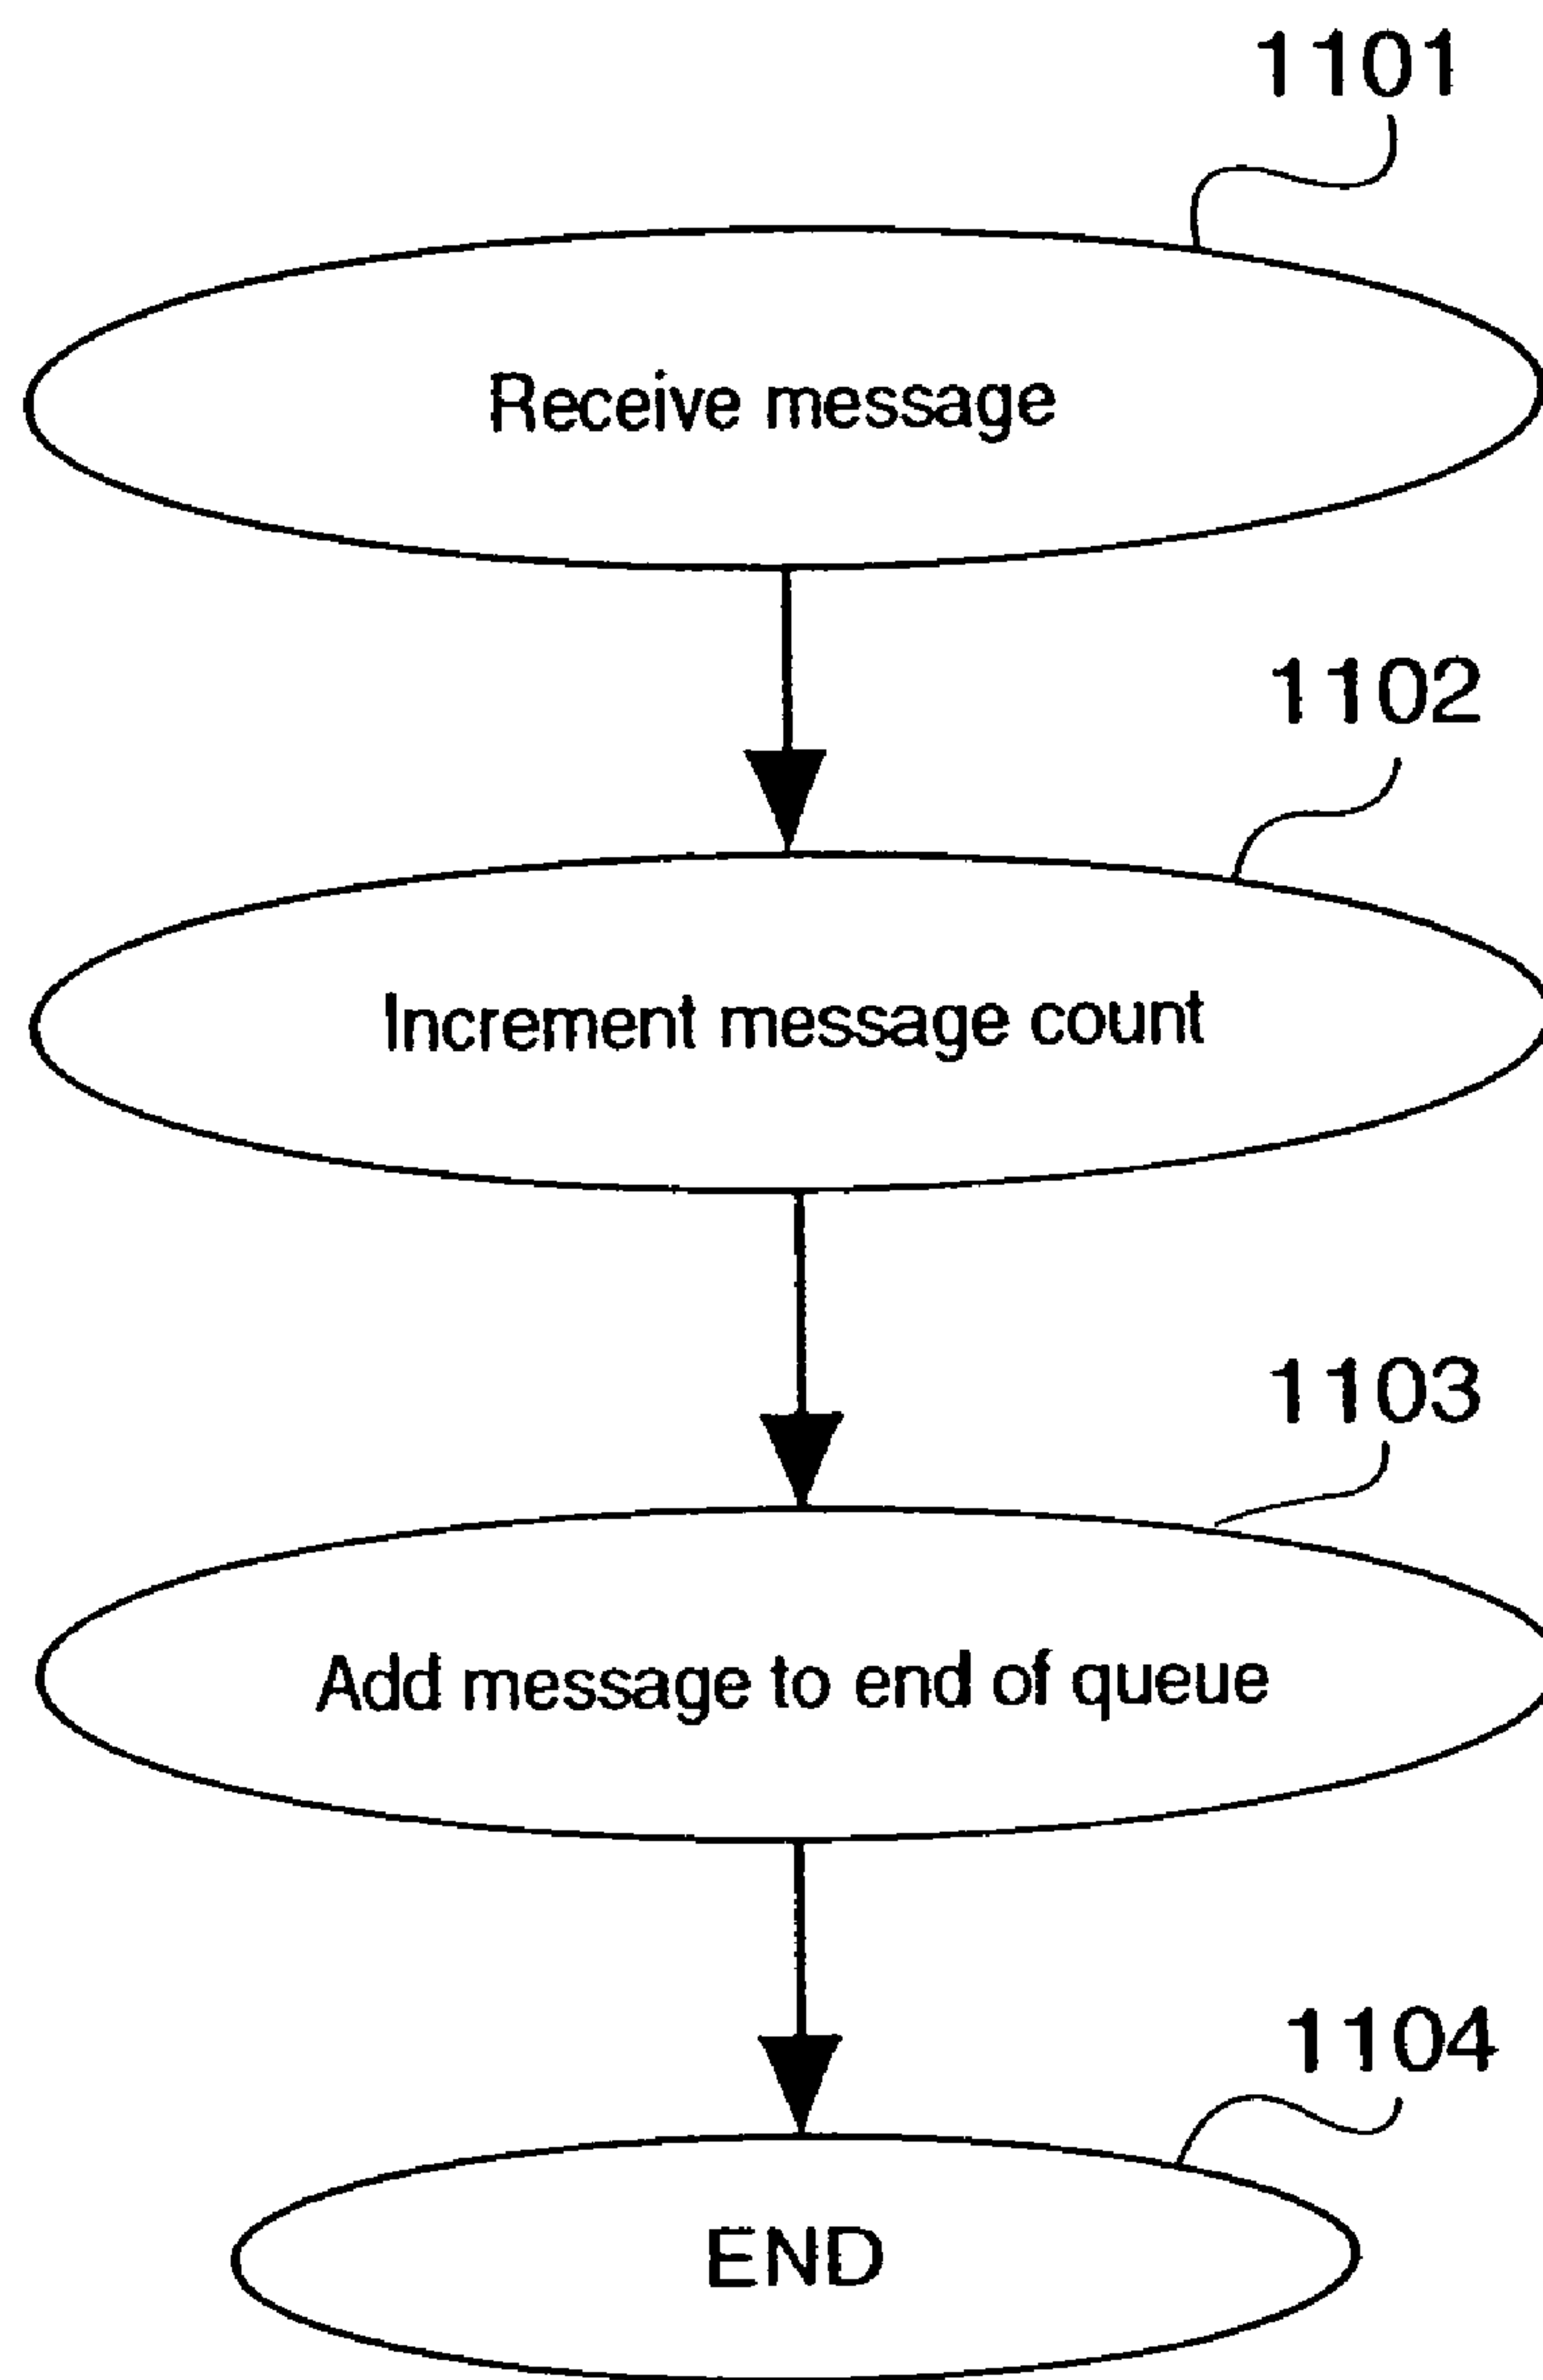 1101
Receive message
1102
Increment message count
1103
Add message to end of queue
1104
END